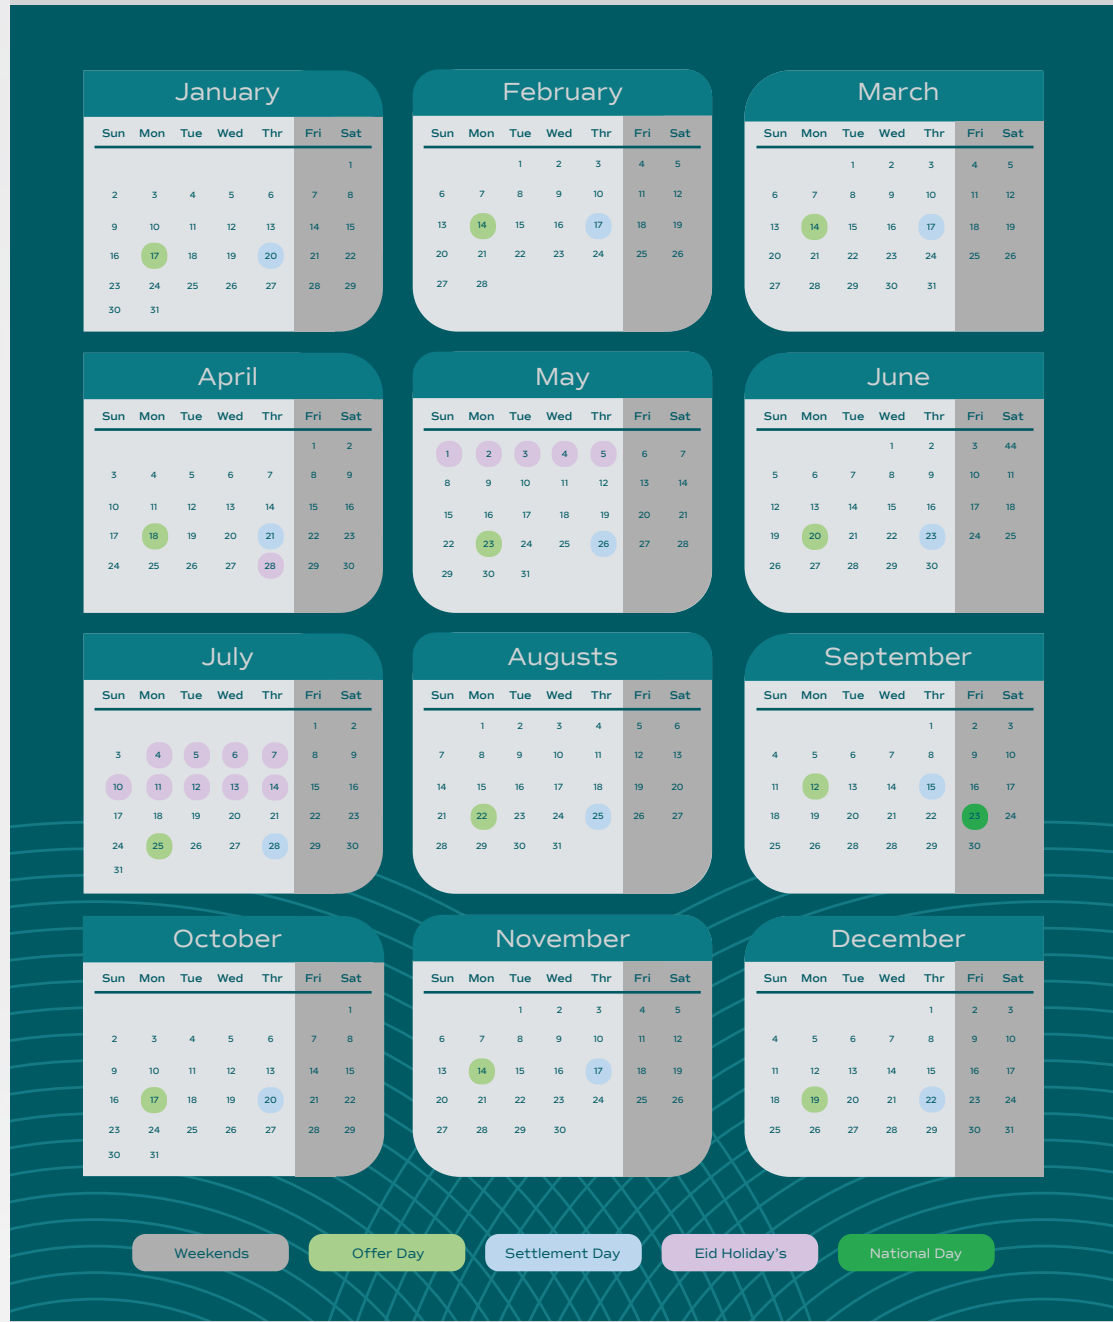 January
Sun Mon Tue Wed Thr Fri Sat
1
2 3 4 5 6 7 8
9 10 11 12 13 14 15
16 17 18 19 20 21 22
23 24 25 26 27 28 29
30 31
February
Sun Mon Tue Wed Thr Fri Sat
1 2 3 4 5
6 7 8 9 10 11 12
13 14 15 16 17 18 19
20 21 22 23 24 25 26
27 28
March
Sun Mon Tue Wed Thr Fri Sat
1 2 3 4 5
6 7 8 9 10 11 12
13 14 15 16 17 18 19
20 21 22 23 24 25 26
27 28 29 30 31
April
Sun Mon Tue Wed Thr Fri Sat
1 2
3 4 5 6 7 8 9
10 11 12 13 14 15 16
17 18 19 20 21 22 23
24 25 26 27 28 29 30
May
Sun Mon Tue Wed Thr Fri Sat
1 2 3 4 5 6 7
8 9 10 11 12 13 14
15 16 17 18 19 20 21
22 23 24 25 26 27 28
29 30 31
June
Sun Mon Tue Wed Thr Fri Sat
1 2 3 44
5 6 7 8 9 10 11
12 13 14 15 16 17 18
19 20 21 22 23 24 25
26 27 28 29 30
July
Sun Mon Tue Wed Thr Fri Sat
1 2
3 4 5 6 7 8 9
10 11 12 13 14 15 16
17 18 19 20 21 22 23
24 25 26 27 28 29 30
31
Augusts
Sun Mon Tue Wed Thr Fri Sat
1 2 3 4 5 6
7 8 9 10 11 12 13
14 15 16 17 18 19 20
21 22 23 24 25 26 27
28 29 30 31
September
Sun Mon Tue Wed Thr Fri Sat
1 2 3
4 5 6 7 8 9 10
11 12 13 14 15 16 17
18 19 20 21 22 23 24
25 26 28 28 29 30
October
Sun Mon Tue Wed Thr Fri Sat
1
2 3 4 5 6 7 8
9 10 11 12 13 14 15
16 17 18 19 20 21 22
23 24 25 26 27 28 29
30 31
November
Sun Mon Tue Wed Thr Fri Sat
1 2 3 4 5
6 7 8 9 10 11 12
13 14 15 16 17 18 19
20 21 22 23 24 25 26
27 28 29 30
December
Sun Mon Tue Wed Thr Fri Sat
1 2 3
4 5 6 7 8 9 10
11 12 13 14 15 16 17
18 19 20 21 22 23 24
25 26 27 28 29 30 31
Weekends Offer Day Settlement Day Eid Holiday's National Day